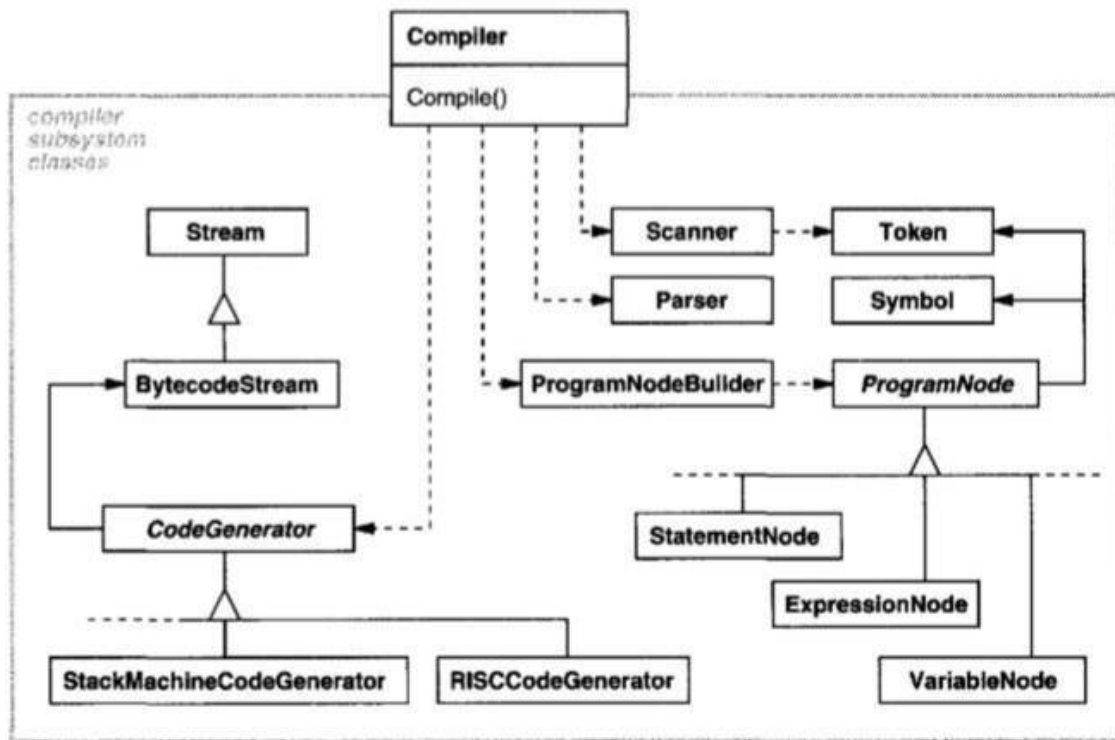 Compiler
Compile()
compiler
subsystem
classes
Stream
Scanner
Token
Parser
Symbol
BytecodeStream
ProgramNodeBuilder
ProgramNode
CodeGenerator
StatementNode
ExpressionNode
StackMachineCodeGenerator
RISCCodeGenerator
VariableNode